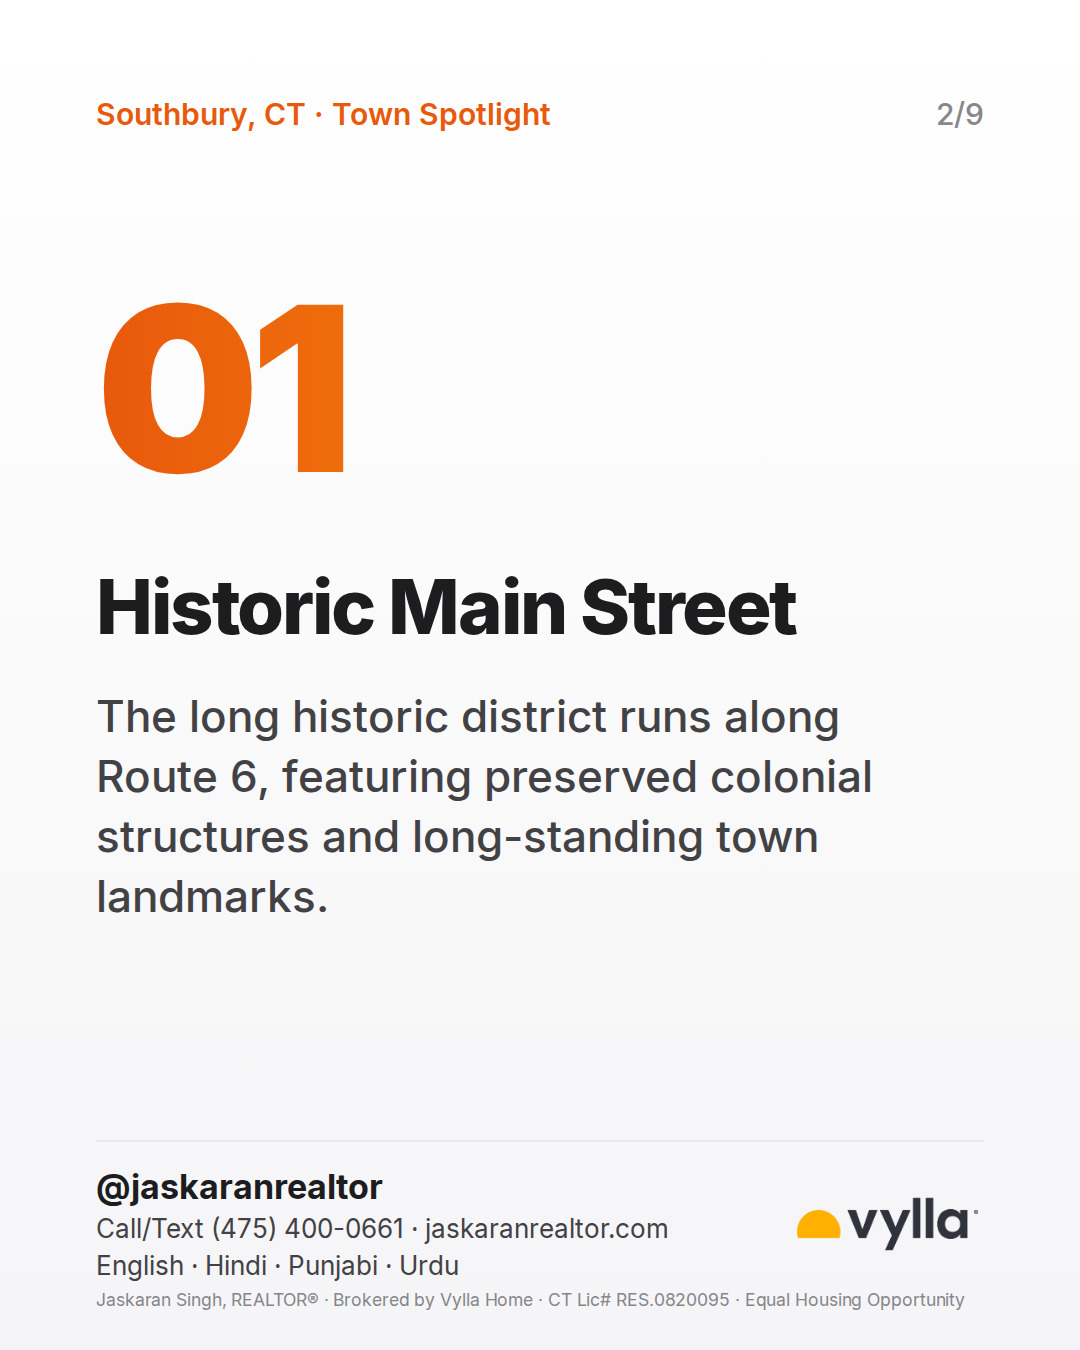 Southbury, CT · Town Spotlight
2/9
01
Historic Main Street
The long historic district runs along
Route 6, featuring preserved colonial
structures and long-standing town
landmarks.
@jaskaranrealtor
Call/Text (475) 400-0661 · jaskaranrealtor.com
English · Hindi · Punjabi · Urdu
Jaskaran Singh, REALTOR® · Brokered by Vylla Home · CT Lic# RES.0820095 · Equal Housing Opportunity
vylla